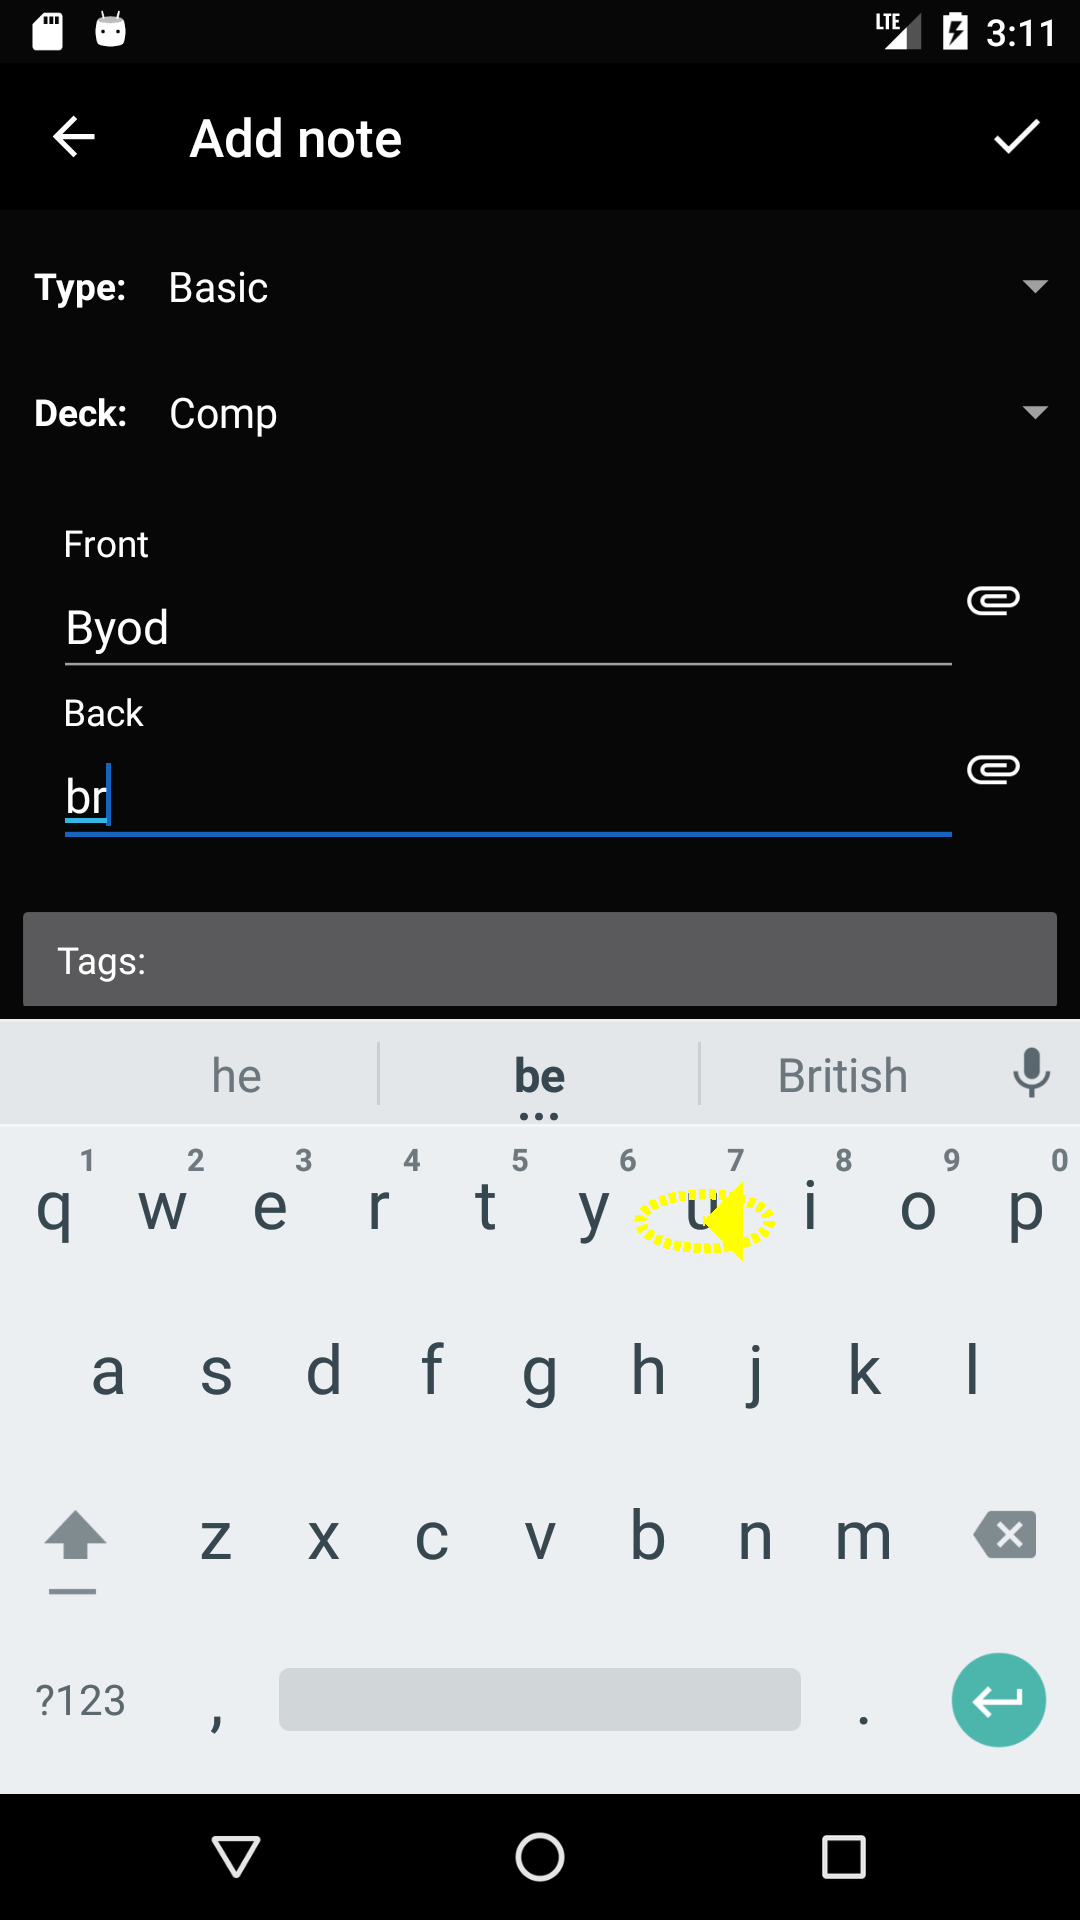 LTE 3:11
Add note
Type: Basic
Deck: Comp
Front
Byod
Back
br
Tags:
he be British
1 2 3 4 5 6 7 8 9 0
q w e r t y u i o p
a s d f g h j k l
z x c v b n m
?123 , .